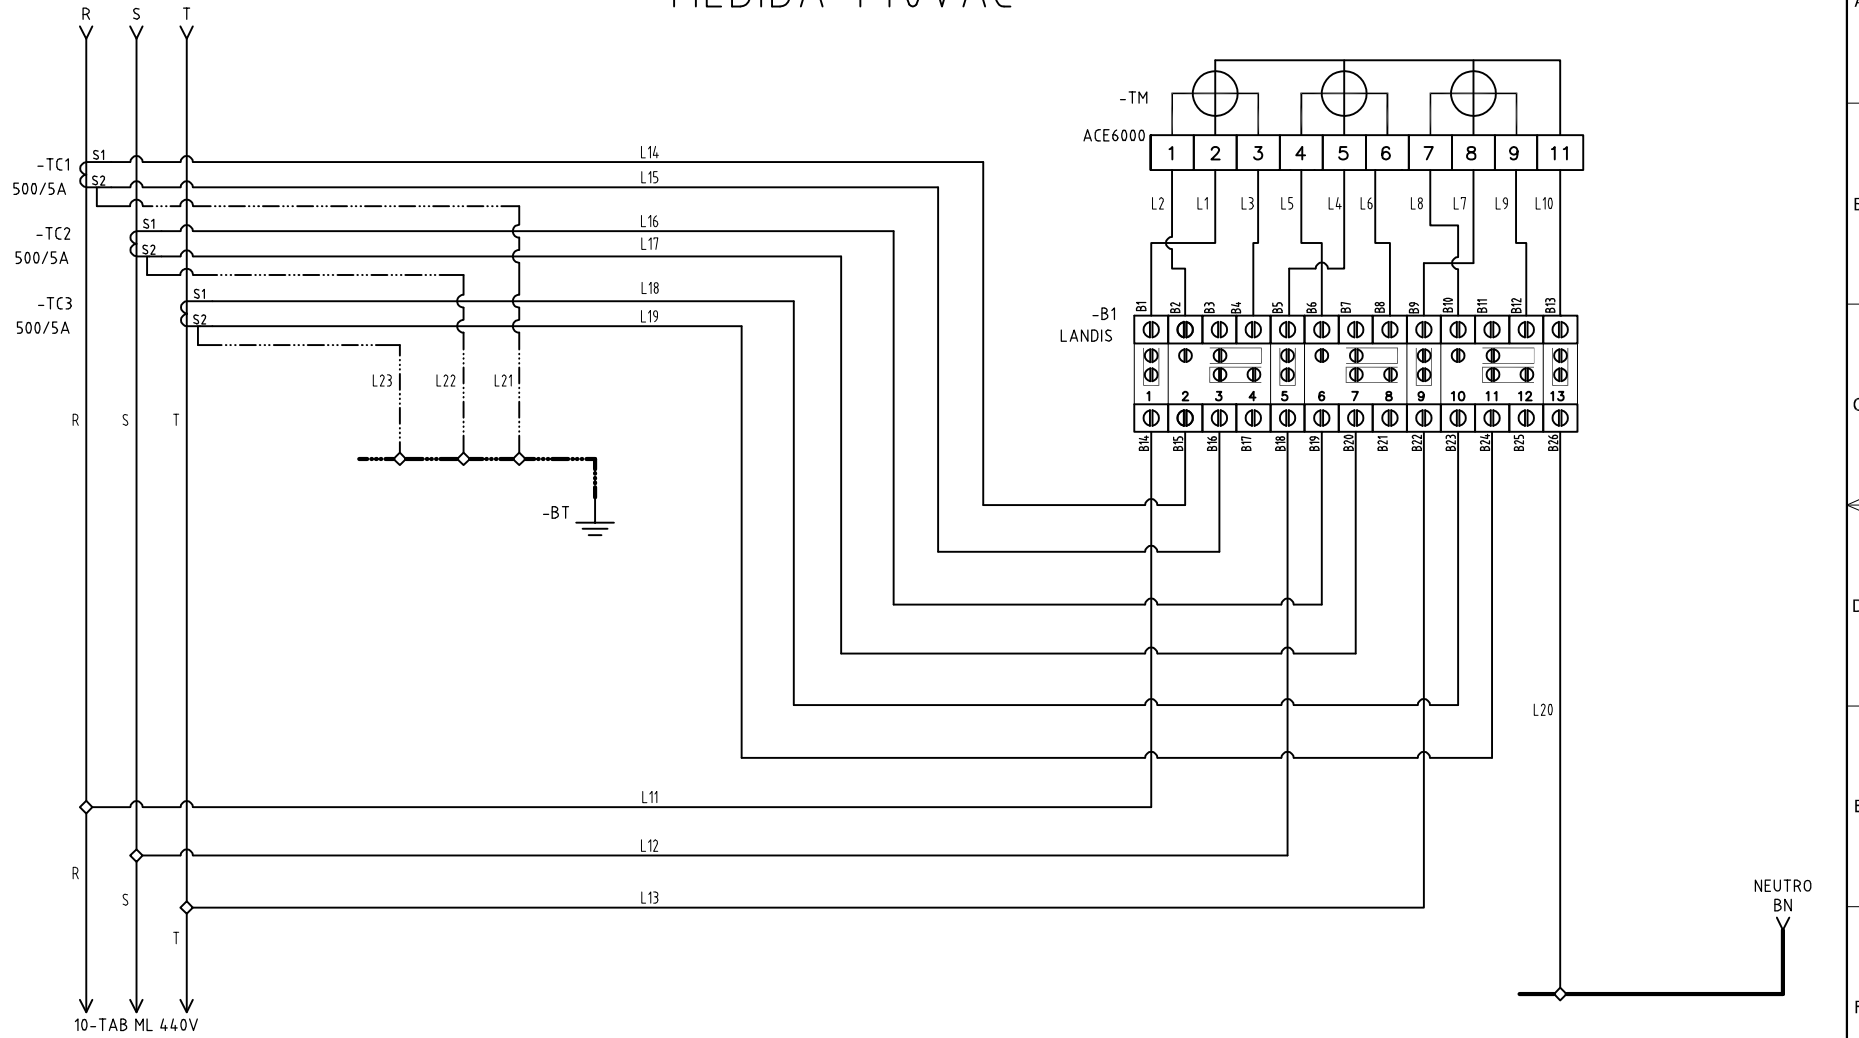 R S T
-TM
ACE6000
1 2 3 4 5 6 7 8 9 11
-TC1
500/5A
S1
S2
L14
L15
L2 L1 L3 L5 L4 L6 L8 L7 L9 L10
-TC2
500/5A
S1
S2
L16
L17
-TC3
500/5A
S1
S2
L18
L19
B1 B2 B3 B4 B5 B6 B7 B8 B9 B10 B11 B12 B13
-B1
LANDIS
L23 L22 L21
1 2 3 4 5 6 7 8 9 10 11 12 13
R S T
B14 B15 B16 B17 B18 B19 B20 B21 B22 B23 B24 B25 B26
-BT
L20
L11
L12
R
S
L13
T
NEUTRO
BN
10-TAB ML 440V
B
C
D